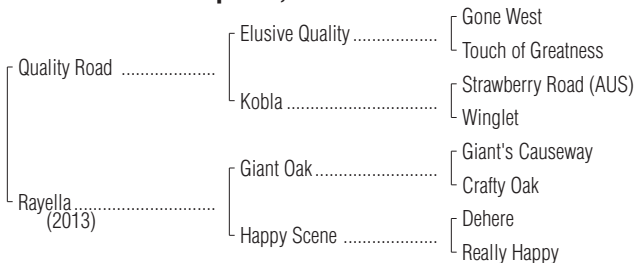 Gone West
Elusive Quality ..................
Touch of Greatness
Quality Road .....................
Strawberry Road (AUS)
Kobla .................................
Winglet
Giant's Causeway
Giant Oak ...........................
Crafty Oak
Rayella ................................
(2013)
Dehere
Happy Scene .....................
Really Happy